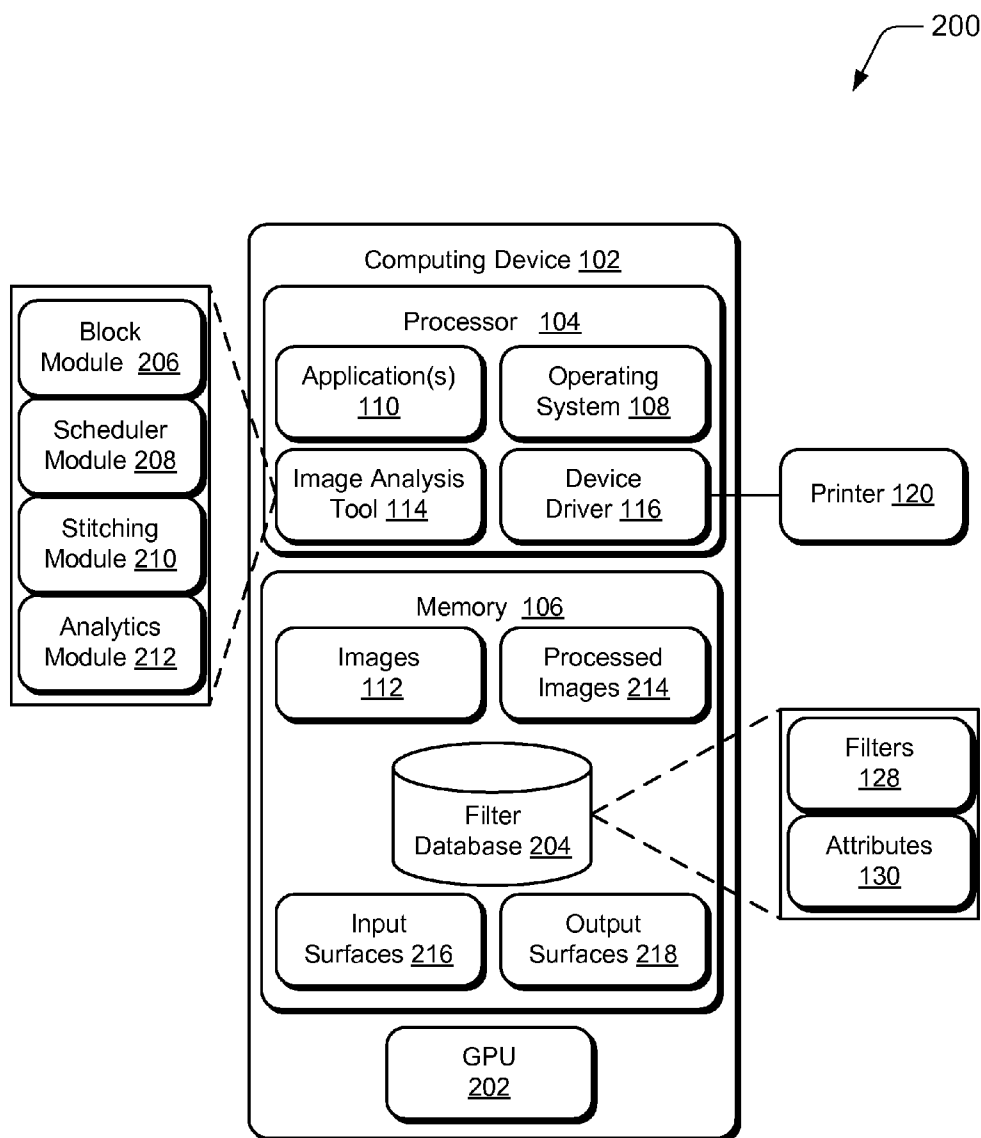 200
Computing Device 102
Processor 104
Application(s)
110
Operating
System 108
Image Analysis
Tool 114
Device
Driver 116
Printer 120
Block
Module 206
Scheduler
Module 208
Stitching
Module 210
Analytics
Module 212
Memory 106
Images
112
Processed
Images 214
Filter
Database 204
Filters
128
Attributes
130
Input
Surfaces 216
Output
Surfaces 218
GPU
202